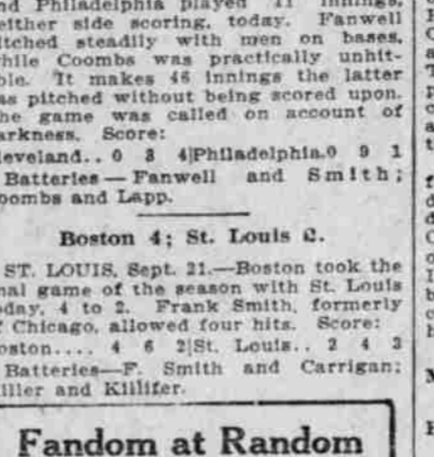 nd Philadelphia played 11 innings,
either side scoring, today. Fanwell
itched steadily with men on bases,
hile Coombs was practically unhit-
ble. It makes 46 innings the latter
as pitched without being scored upon.
he game was called on account of
arkness. Score:
leveland.. 0 3 4|Philadelphia.0 9 1
Batteries — Fanwell and Smith;
oombs and Lapp.
Boston 4; St. Louis 2.
ST. LOUIS, Sept. 21.—Boston took the
nal game of the season with St. Louis
oday, 4 to 2. Frank Smith, formerly
f Chicago, allowed four hits. Score:
oston.... 4 6 2|St. Louis.. 2 4 3
Batteries—F. Smith and Carrigan;
iller and Killifer.
Fandom at Random